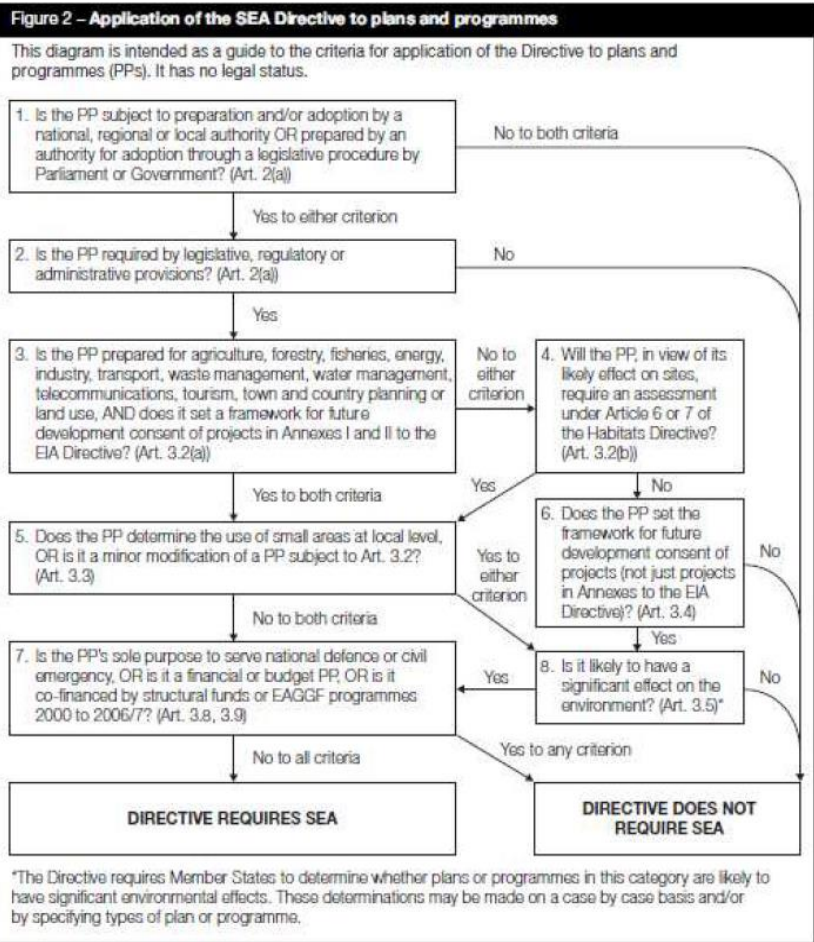 Figure 2 – Application of the SEA Directive to plans and programmes
This diagram is intended as a guide to the criteria for application of the Directive to plans and
programmes (PPs). It has no legal status.
1. Is the PP subject to preparation and/or adoption by a
national, regional or local authority OR prepared by an
authority for adoption through a legislative procedure by
Parliament or Government? (Art. 2(a))
No to both criteria
Yes to either criterion
2. Is the PP required by legislative, regulatory or
administrative provisions? (Art. 2(a))
No
Yes
3. Is the PP prepared for agriculture, forestry, fisheries, energy,
industry, transport, waste management, water management,
telecommunications, tourism, town and country planning or
land use, AND does it set a framework for future
development consent of projects in Annexes I and II to the
EIA Directive? (Art. 3.2(a))
No to
either
criterion
4. Will the PP, in view of its
likely effect on sites,
require an assessment
under Article 6 or 7 of
the Habitats Directive?
(Art. 3.2(b))
Yes to both criteria
Yes
No
5. Does the PP determine the use of small areas at local level,
OR is it a minor modification of a PP subject to Art. 3.2?
(Art. 3.3)
Yes to
either
criterion
6. Does the PP set the
framework for future
development consent of
projects (not just projects
in Annexes to the EIA
Directive)? (Art. 3.4)
No
No to both criteria
Yes
7. Is the PP's sole purpose to serve national defence or civil
emergency, OR is it a financial or budget PP, OR is it
co-financed by structural funds or EAGGF programmes
2000 to 2006/7? (Art. 3.8, 3.9)
Yes
8. Is it likely to have a
significant effect on the
environment? (Art. 3.5)*
No
No to all criteria
Yes to any criterion
DIRECTIVE REQUIRES SEA
DIRECTIVE DOES NOT
REQUIRE SEA
*The Directive requires Member States to determine whether plans or programmes in this category are likely to
have significant environmental effects. These determinations may be made on a case by case basis and/or
by specifying types of plan or programme.